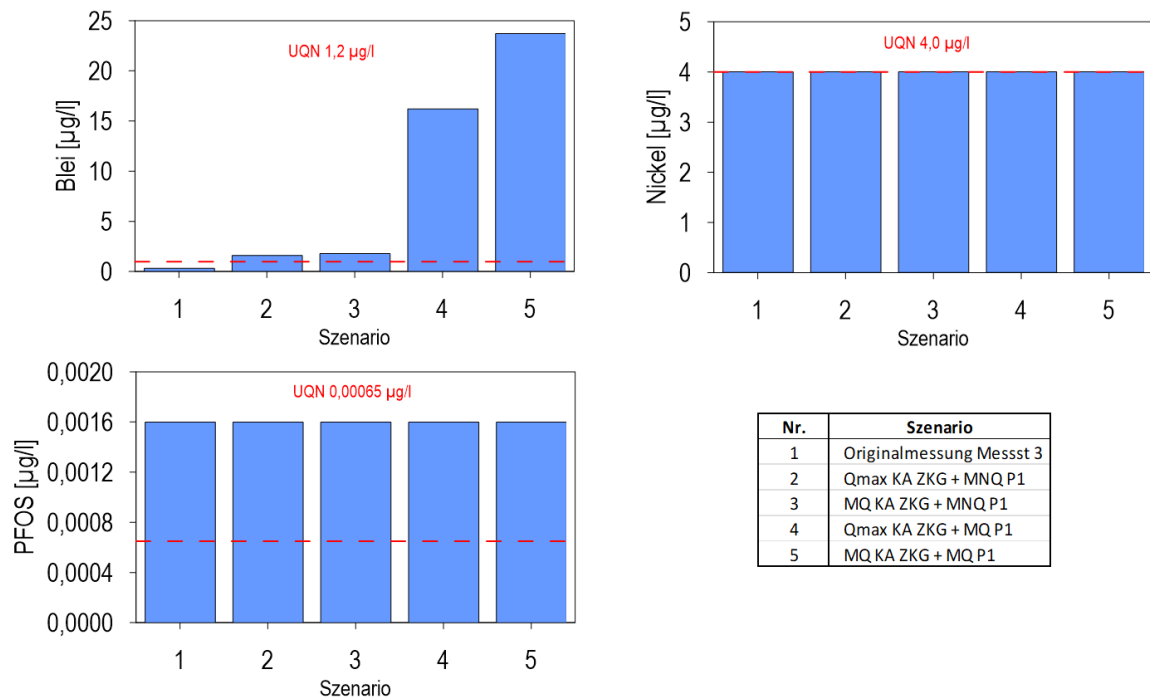 25
20
15
10
5
0
Blei [µg/l]
UQN 1,2 µg/l
1 2 3 4 5
Szenario
5
4
3
2
1
0
Nickel [µg/l]
UQN 4,0 µg/l
1 2 3 4 5
Szenario
0,0020
0,0016
0,0012
0,0008
0,0004
0,0000
PFOS [µg/l]
UQN 0,00065 µg/l
1 2 3 4 5
Szenario
Nr. Szenario
1 Originalmessung Messst 3
2 Qmax KA ZKG + MNQ P1
3 MQ KA ZKG + MNQ P1
4 Qmax KA ZKG + MQ P1
5 MQ KA ZKG + MQ P1